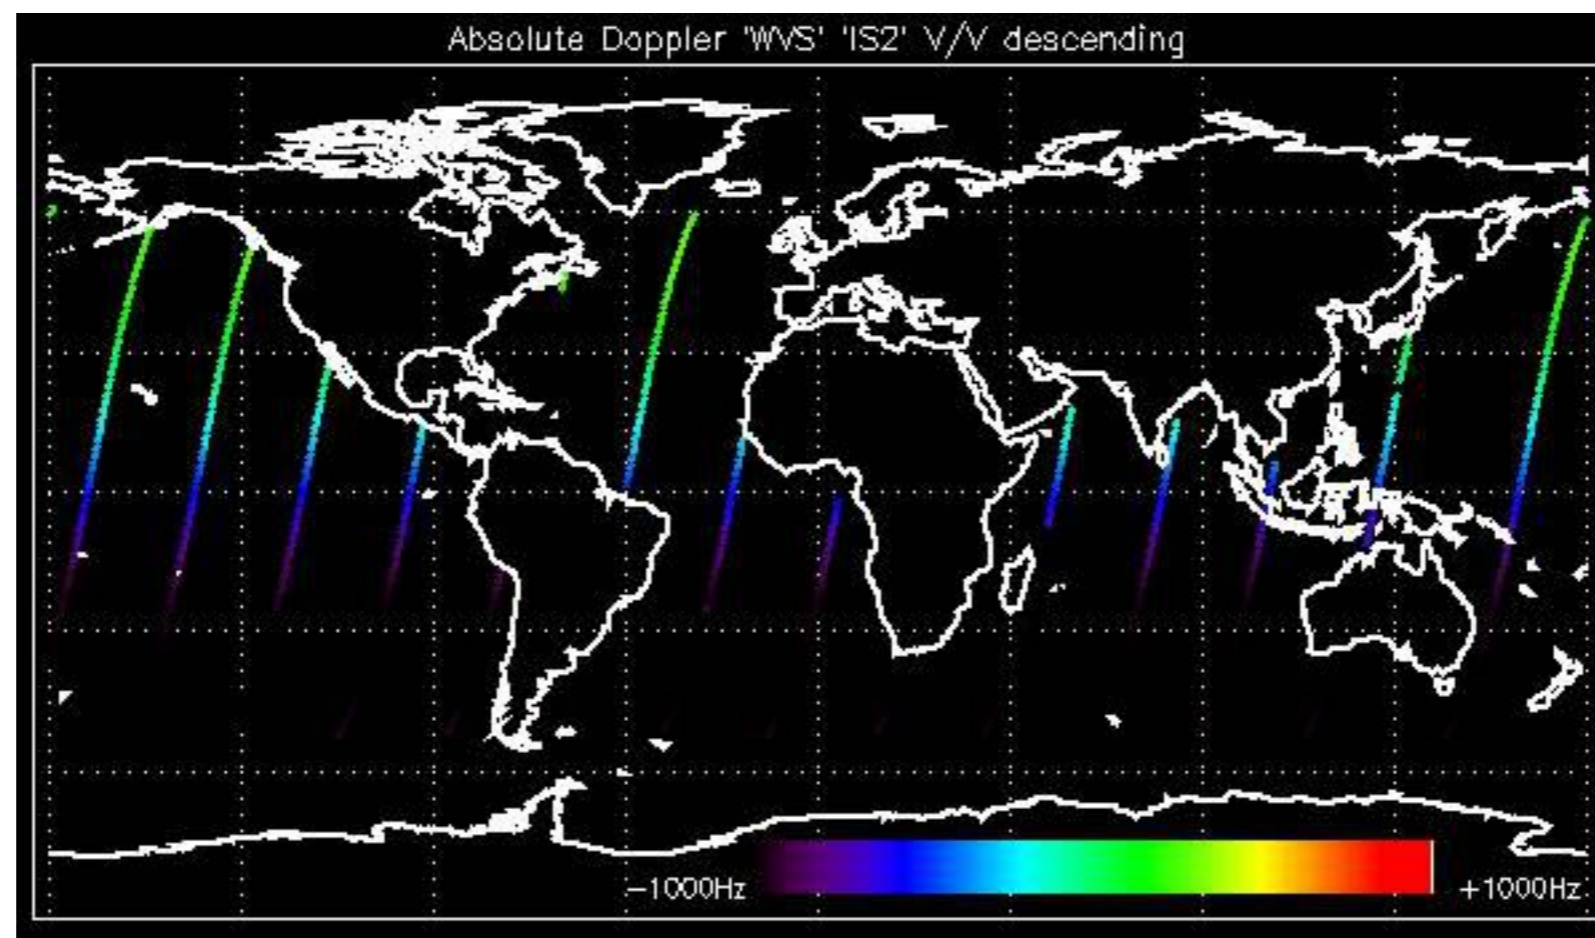 Absolute Doppler 'WVS' 'IS2' V/V descending
−1000Hz
+1000Hz